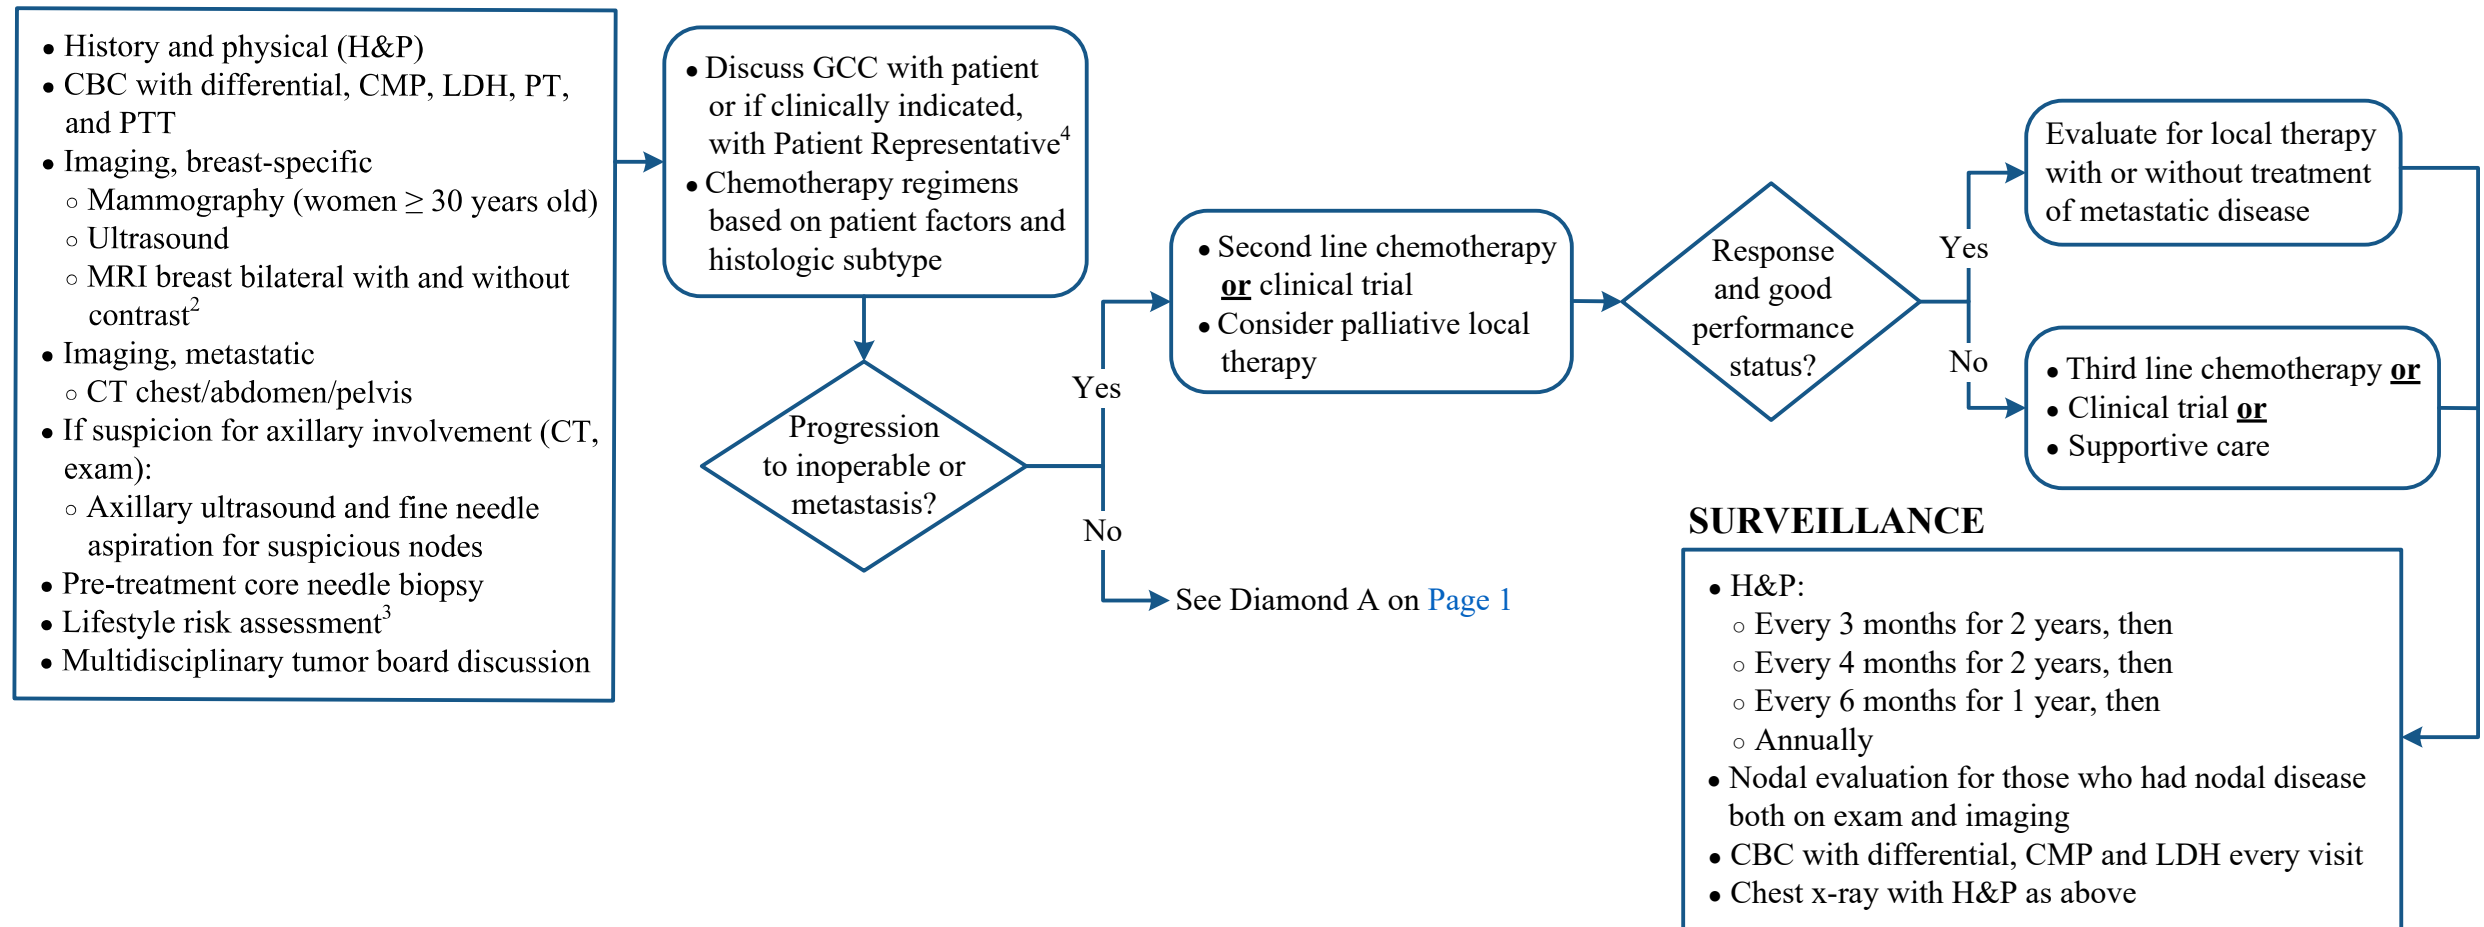 • History and physical (H&P)
• CBC with differential, CMP, LDH, PT,
and PTT
• Imaging, breast-specific
○ Mammography (women ≥ 30 years old)
○ Ultrasound
○ MRI breast bilateral with and without
contrast²
• Imaging, metastatic
○ CT chest/abdomen/pelvis
• If suspicion for axillary involvement (CT,
exam):
○ Axillary ultrasound and fine needle
aspiration for suspicious nodes
• Pre-treatment core needle biopsy
• Lifestyle risk assessment³
• Multidisciplinary tumor board discussion
• Discuss GCC with patient
or if clinically indicated,
with Patient Representative⁴
• Chemotherapy regimens
based on patient factors and
histologic subtype
Progression
to inoperable or
metastasis?
Yes
No
See Diamond A on Page 1
• Second line chemotherapy
or clinical trial
• Consider palliative local
therapy
Response
and good
performance
status?
Yes
No
Evaluate for local therapy
with or without treatment
of metastatic disease
• Third line chemotherapy or
• Clinical trial or
• Supportive care
SURVEILLANCE
• H&P:
○ Every 3 months for 2 years, then
○ Every 4 months for 2 years, then
○ Every 6 months for 1 year, then
○ Annually
• Nodal evaluation for those who had nodal disease
both on exam and imaging
• CBC with differential, CMP and LDH every visit
• Chest x-ray with H&P as above